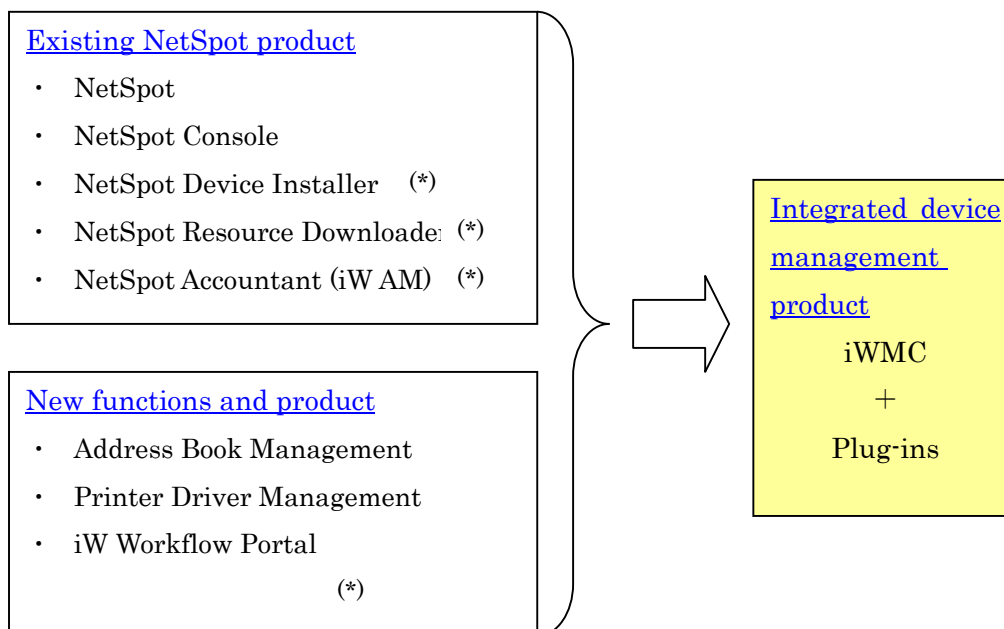 Existing NetSpot product
・ NetSpot
・ NetSpot Console
・ NetSpot Device Installer (*)
・ NetSpot Resource Downloader (*)
・ NetSpot Accountant (iW AM) (*)
New functions and product
・ Address Book Management
・ Printer Driver Management
・ iW Workflow Portal
(*)
Integrated device
management
product
iWMC
＋
Plug-ins